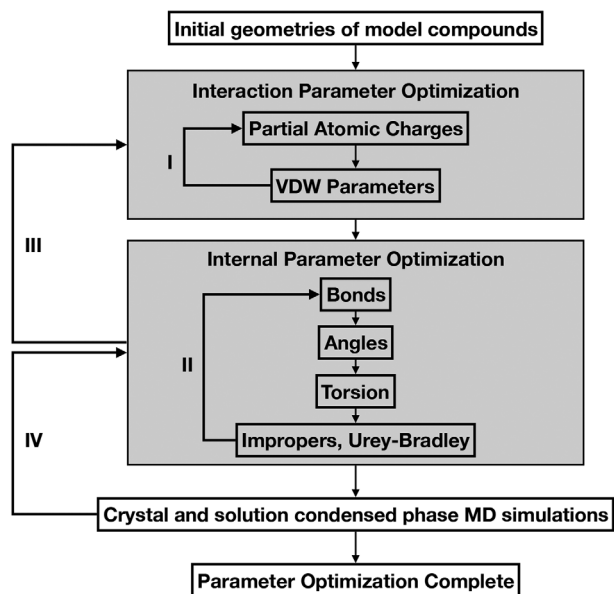 Initial geometries of model compounds
Interaction Parameter Optimization
Partial Atomic Charges
I
VDW Parameters
III
Internal Parameter Optimization
Bonds
Angles
II
Torsion
IV
Impropers, Urey-Bradley
Crystal and solution condensed phase MD simulations
Parameter Optimization Complete